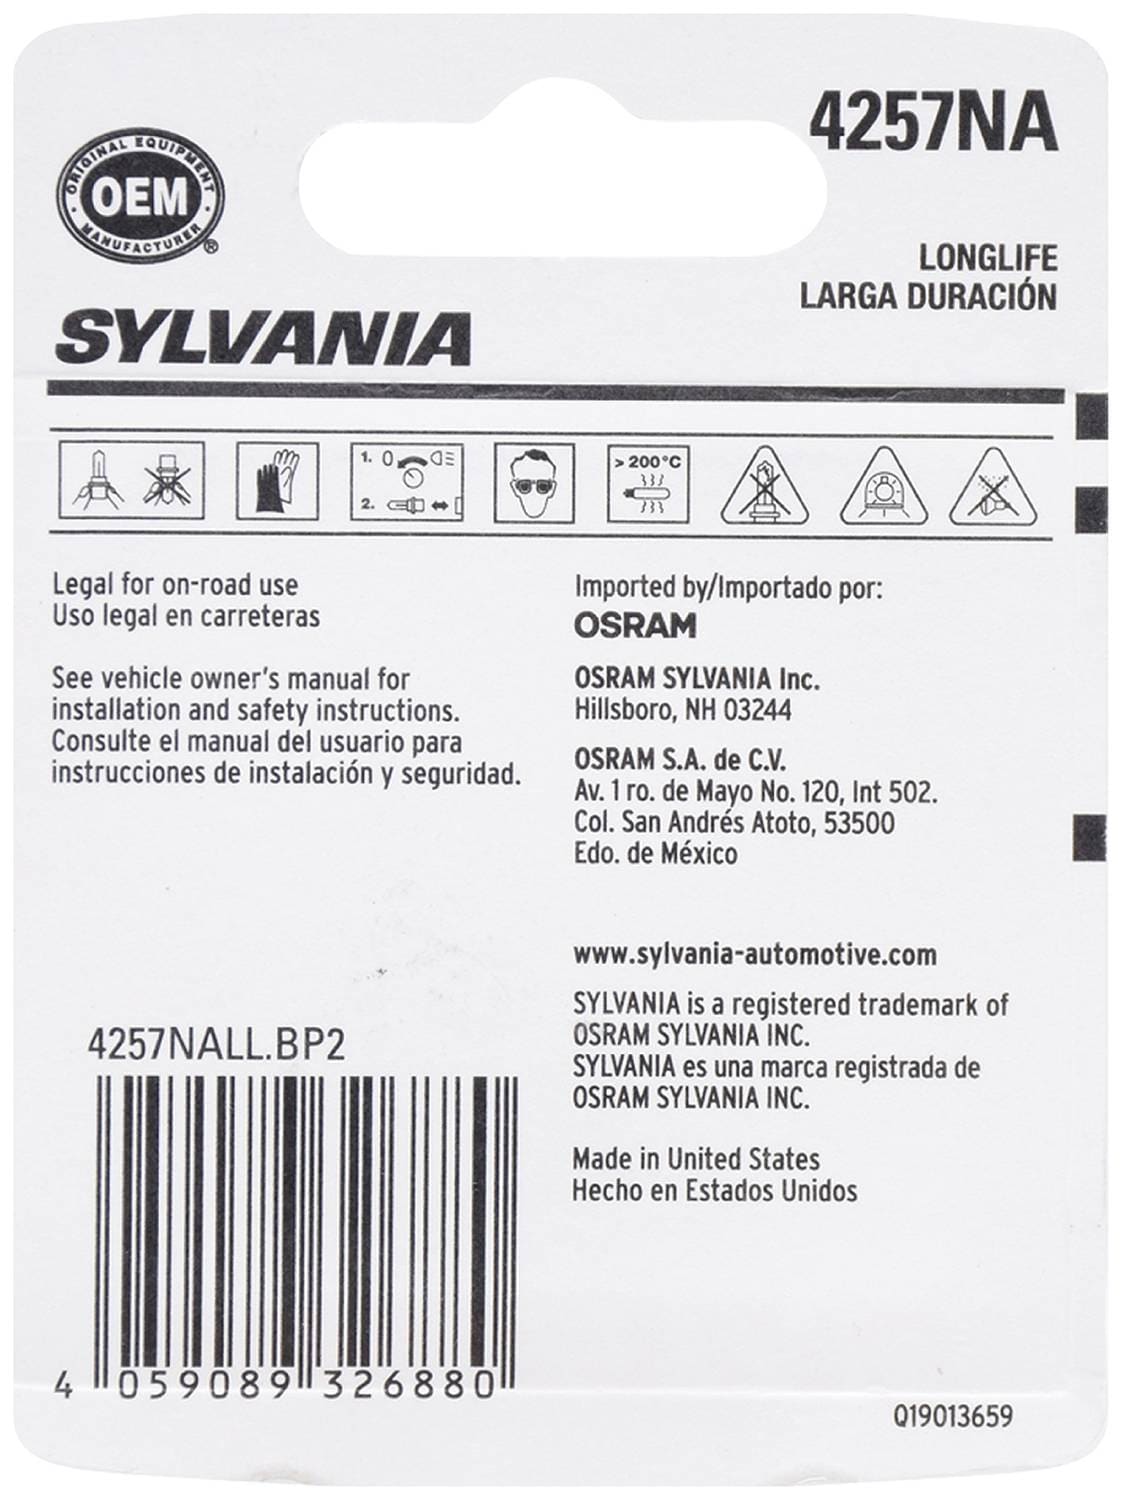 4257NA
ORIGINAL EQUIPMENT
OEM
MANUFACTURER
®
LONGLIFE
LARGA DURACIÓN
SYLVANIA
1. 0
2.
> 200°C
Legal for on-road use
Uso legal en carreteras
See vehicle owner's manual for
installation and safety instructions.
Consulte el manual del usuario para
instrucciones de instalación y seguridad.
Imported by/Importado por:
OSRAM
OSRAM SYLVANIA Inc.
Hillsboro, NH 03244
OSRAM S.A. de C.V.
Av. 1 ro. de Mayo No. 120, Int 502.
Col. San Andrés Atoto, 53500
Edo. de México
www.sylvania-automotive.com
SYLVANIA is a registered trademark of
OSRAM SYLVANIA INC.
SYLVANIA es una marca registrada de
OSRAM SYLVANIA INC.
Made in United States
Hecho en Estados Unidos
4257NALL.BP2
4 059089 326880
Q19013659